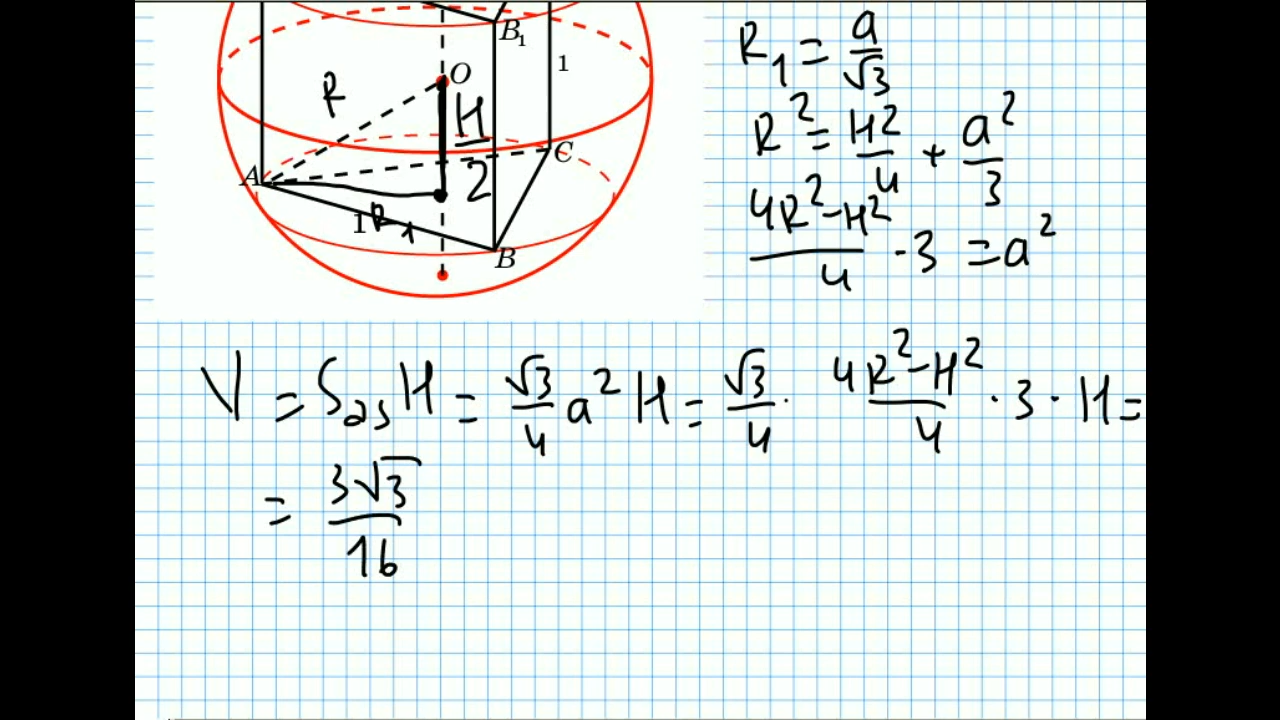 B₁
O
1
R
H/2
A
C
1
R₁
B
R₁ = a/√3
R² = H²/4 + a²/3
(4R²-H²)/4 · 3 = a²
V = S₂₅H = √3/4 a² H = √3/4 · (4R²-H²)/4 · 3 · H =
= 3√3/16